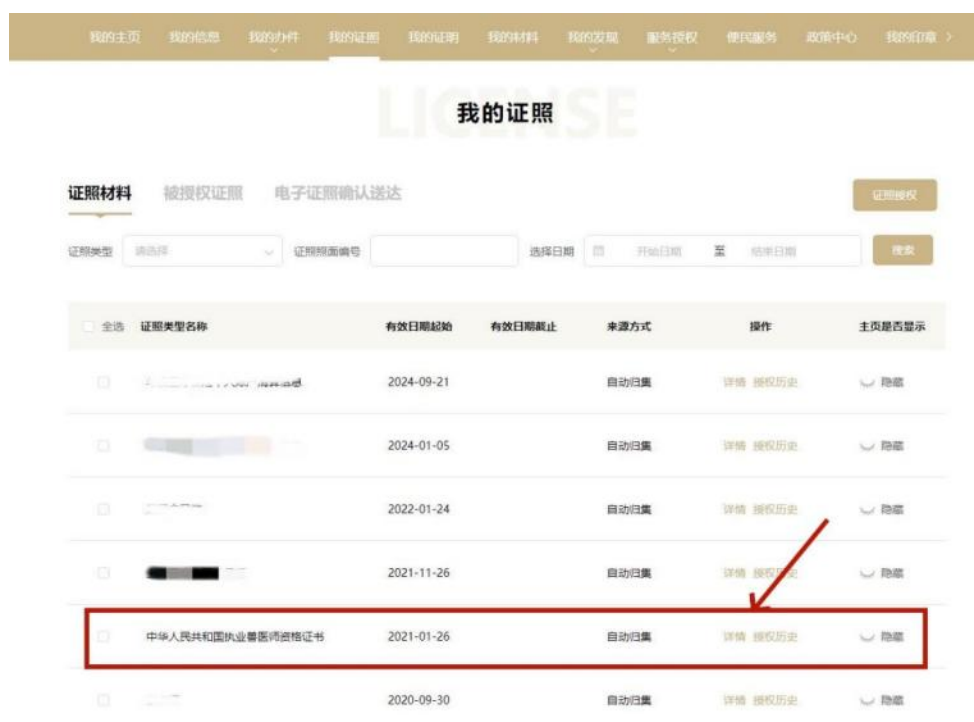 我的主页 我的信息 我的办件 我的证照 我的证明 我的材料 我的发现 服务授权 便民服务 政策中心 我的印章
LICENSE
我的证照
证照材料 被授权证照 电子证照确认送达 证照授权
证照类型 请选择 证照照面编号 选择日期 开始日期 至 结束日期 搜索
全选 证照类型名称 有效日期起始 有效日期截止 来源方式 操作 主页是否显示
2024-09-21 自动归集 详情 授权历史 隐藏
2024-01-05 自动归集 详情 授权历史 隐藏
2022-01-24 自动归集 详情 授权历史 隐藏
2021-11-26 自动归集 详情 授权历史 隐藏
中华人民共和国执业兽医师资格证书 2021-01-26 自动归集 详情 授权历史 隐藏
2020-09-30 自动归集 详情 授权历史 隐藏